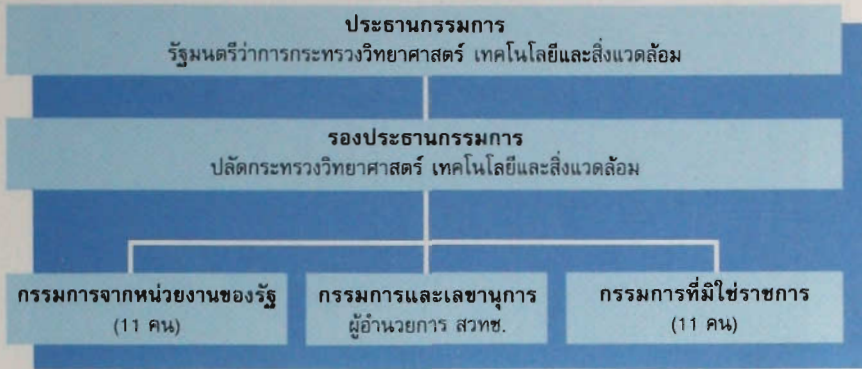 ประธานกรรมการ
รัฐมนตรีว่าการกระทรวงวิทยาศาสตร์ เทคโนโลยีและสิ่งแวดล้อม
รองประธานกรรมการ
ปลัดกระทรวงวิทยาศาสตร์ เทคโนโลยีและสิ่งแวดล้อม
กรรมการจากหน่วยงานของรัฐ
(11 คน)
กรรมการและเลขานุการ
ผู้อำนวยการ สวทช.
กรรมการที่มิใช่ราชการ
(11 คน)